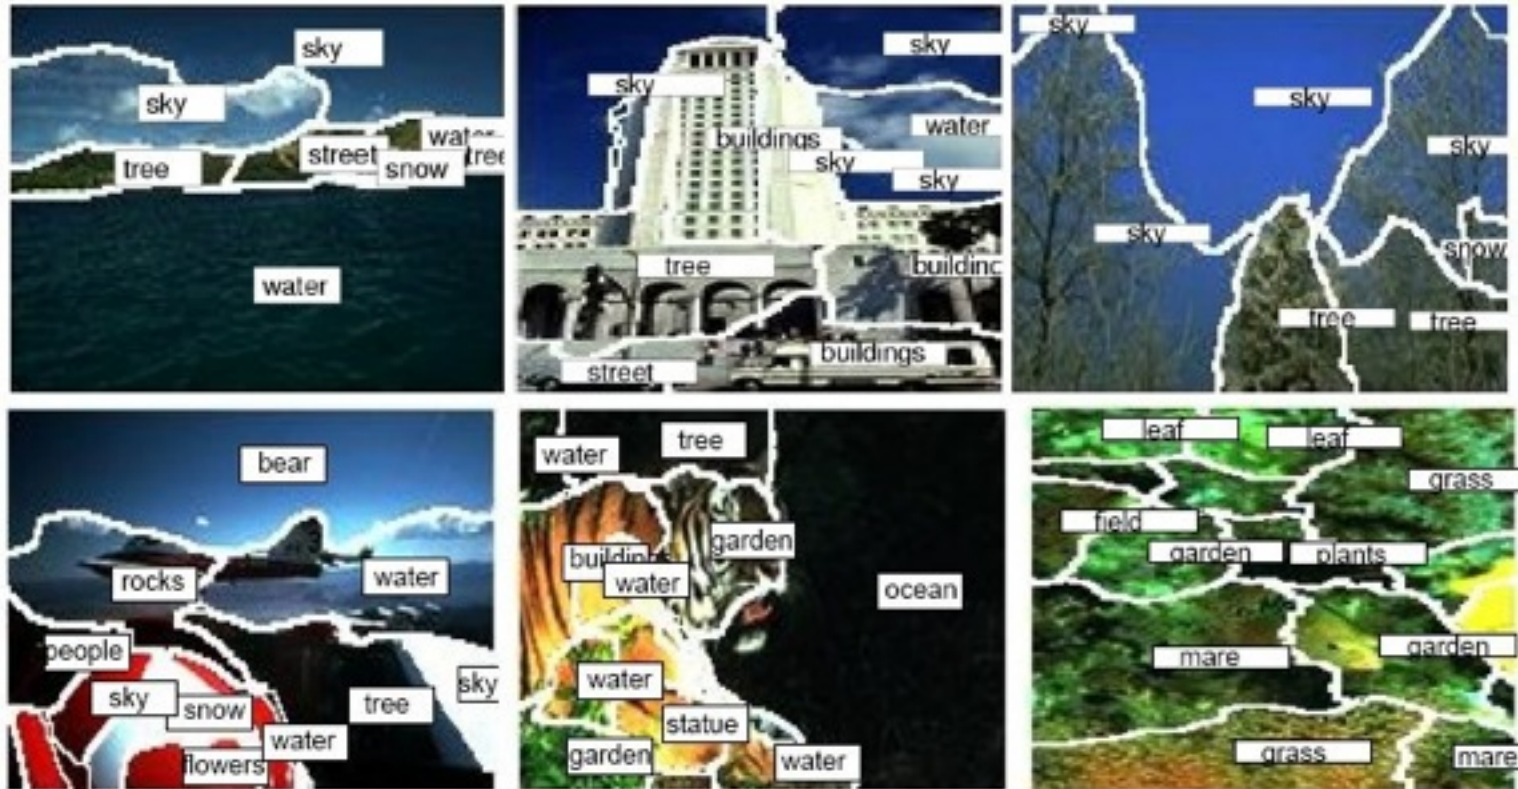 sky
sky
water
tree
street
snow
tree
water
sky
sky
buildings
water
sky
sky
tree
buildinc
buildings
street
sky
sky
sky
sky
snow
tree
tree
bear
rocks
water
people
sky
snow
sky
tree
water
flowers
tree
water
garden
water
ocean
water
statue
garden
water
leaf
leaf
grass
field
garden
plants
garden
mare
grass
mare